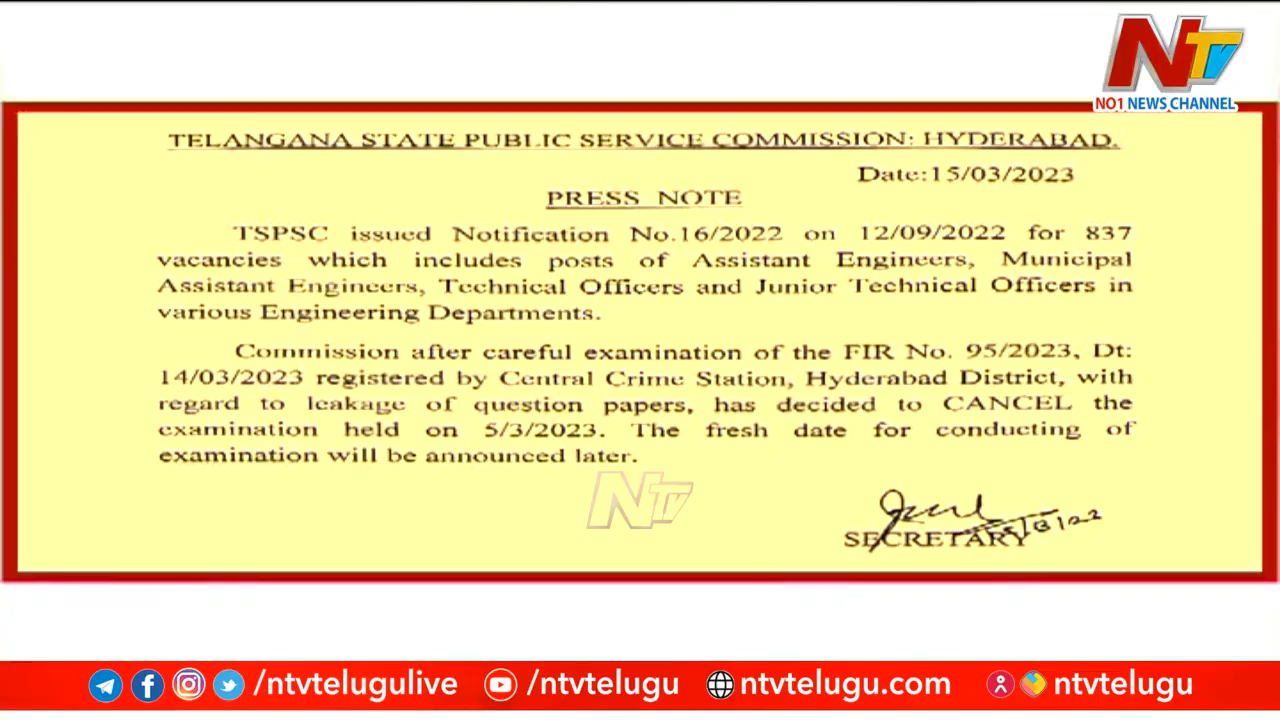 NTV
NO1 NEWS CHANNEL
TELANGANA STATE PUBLIC SERVICE COMMISSION: HYDERABAD.
Date:15/03/2023
PRESS NOTE
TSPSC issued Notification No.16/2022 on 12/09/2022 for 837
vacancies which includes posts of Assistant Engineers, Municipal
Assistant Engineers, Technical Officers and Junior Technical Officers in
various Engineering Departments.
Commission after careful examination of the FIR No. 95/2023, Dt:
14/03/2023 registered by Central Crime Station, Hyderabad District, with
regard to leakage of question papers, has decided to CANCEL the
examination held on 5/3/2023. The fresh date for conducting of
examination will be announced later.
NTV
SECRETARY
/ntvtelugulive /ntvtelugu ntvtelugu.com ntvtelugu